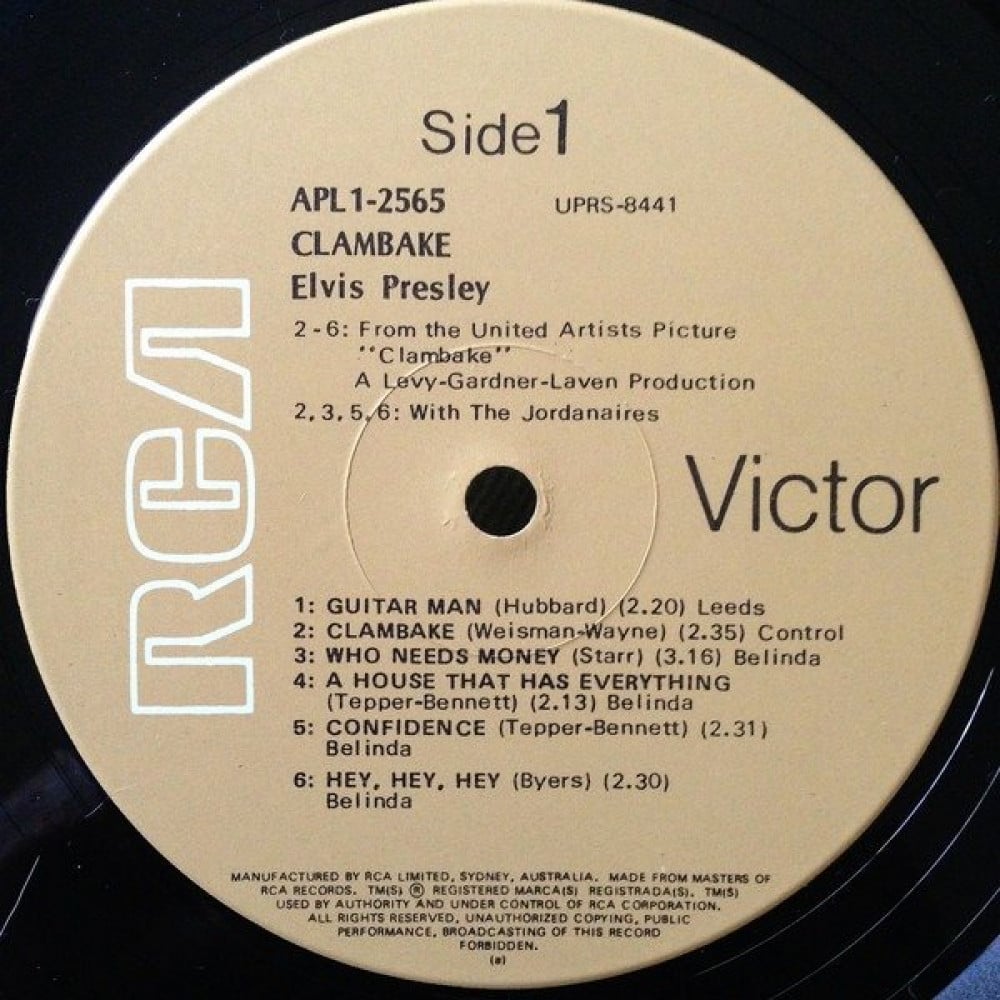 Side 1
APL1-2565 UPRS-8441
CLAMBAKE
Elvis Presley
2-6: From the United Artists Picture
"Clambake"
A Levy-Gardner-Laven Production
2,3,5,6: With The Jordanaires
RCA
Victor
1: GUITAR MAN (Hubbard) (2.20) Leeds
2: CLAMBAKE (Weisman-Wayne) (2.35) Control
3: WHO NEEDS MONEY (Starr) (3.16) Belinda
4: A HOUSE THAT HAS EVERYTHING
(Tepper-Bennett) (2.13) Belinda
5: CONFIDENCE (Tepper-Bennett) (2.31)
Belinda
6: HEY, HEY, HEY (Byers) (2.30)
Belinda
MANUFACTURED BY RCA LIMITED, SYDNEY, AUSTRALIA. MADE FROM MASTERS OF
RCA RECORDS. TM(S) ® REGISTERED MARCA(S) REGISTRADA(S). TM(S)
USED BY AUTHORITY AND UNDER CONTROL OF RCA CORPORATION.
ALL RIGHTS RESERVED, UNAUTHORIZED COPYING, PUBLIC
PERFORMANCE, BROADCASTING OF THIS RECORD
FORBIDDEN.
(a)